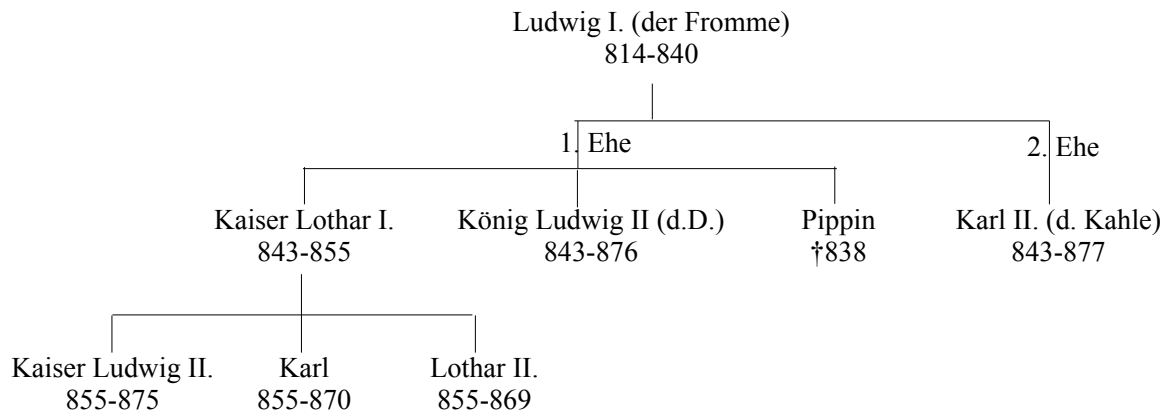 Ludwig I. (der Fromme)
814-840
1. Ehe
2. Ehe
Kaiser Lothar I.
843-855
König Ludwig II (d.D.)
843-876
Pippin
†838
Karl II. (d. Kahle)
843-877
Kaiser Ludwig II.
855-875
Karl
855-870
Lothar II.
855-869